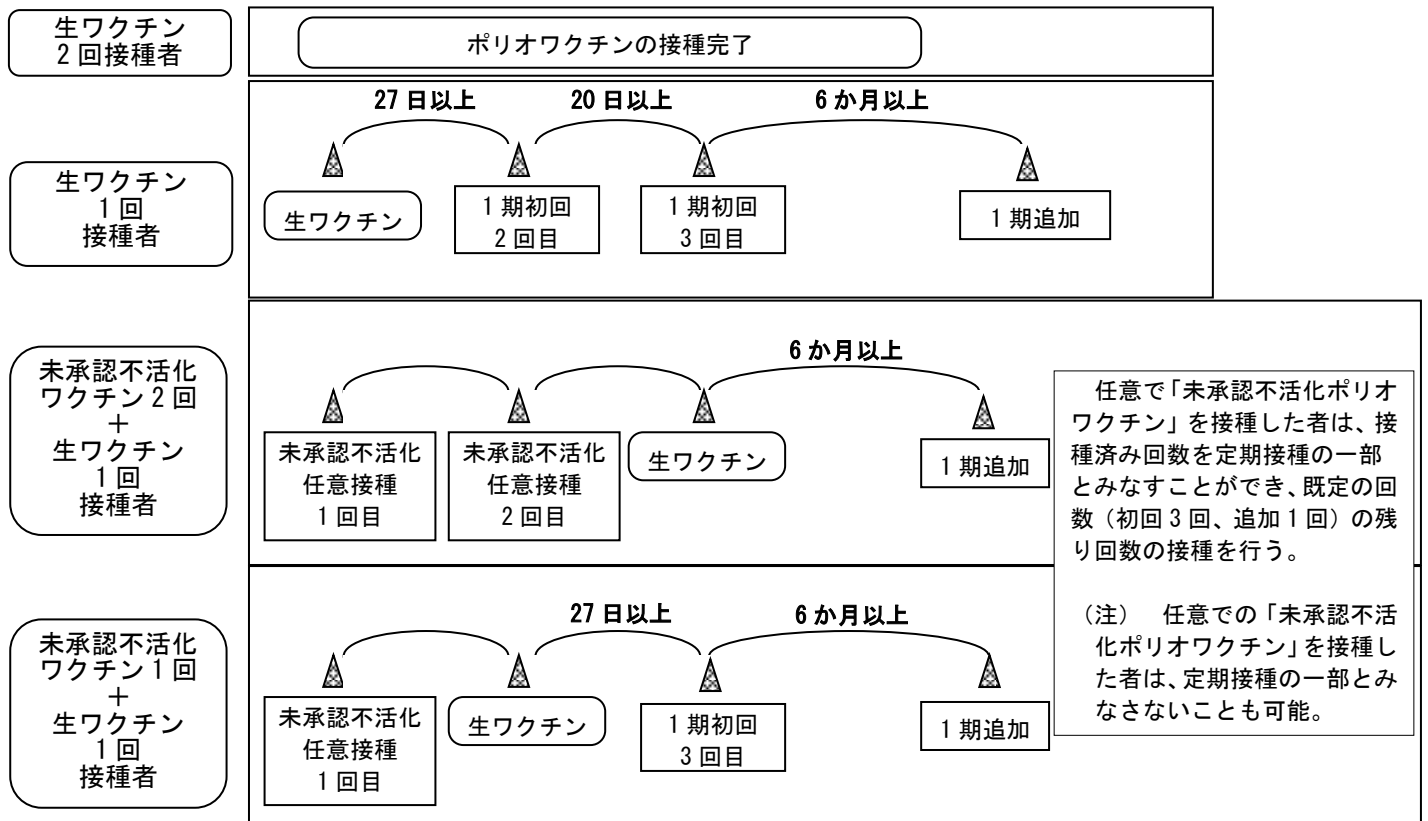 生ワクチン
2回接種者
ポリオワクチンの接種完了
生ワクチン
1回
接種者
27日以上
20日以上
6か月以上
生ワクチン
1期初回
2回目
1期初回
3回目
1期追加
未承認不活化
ワクチン2回
＋
生ワクチン
1回
接種者
6か月以上
未承認不活化
任意接種
1回目
未承認不活化
任意接種
2回目
生ワクチン
1期追加
任意で「未承認不活化ポリオ
ワクチン」を接種した者は、接
種済み回数を定期接種の一部
とみなすことができ、既定の回
数（初回3回、追加1回）の残
り回数の接種を行う。
（注）　任意での「未承認不活
化ポリオワクチン」を接種し
た者は、定期接種の一部とみ
なさないことも可能。
未承認不活化
ワクチン1回
＋
生ワクチン
1回
接種者
27日以上
6か月以上
未承認不活化
任意接種
1回目
生ワクチン
1期初回
3回目
1期追加